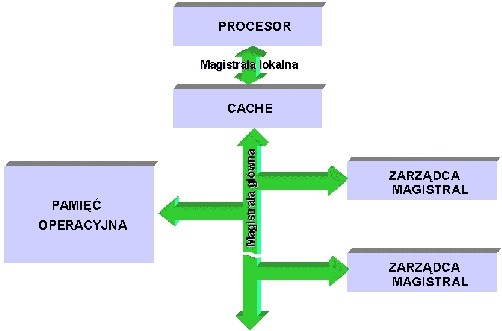 PROCESOR
Magistrala lokalna
CACHE
Magistrala główna
ZARZĄDCA
MAGISTRAL
PAMIĘĆ
OPERACYJNA
ZARZĄDCA
MAGISTRAL